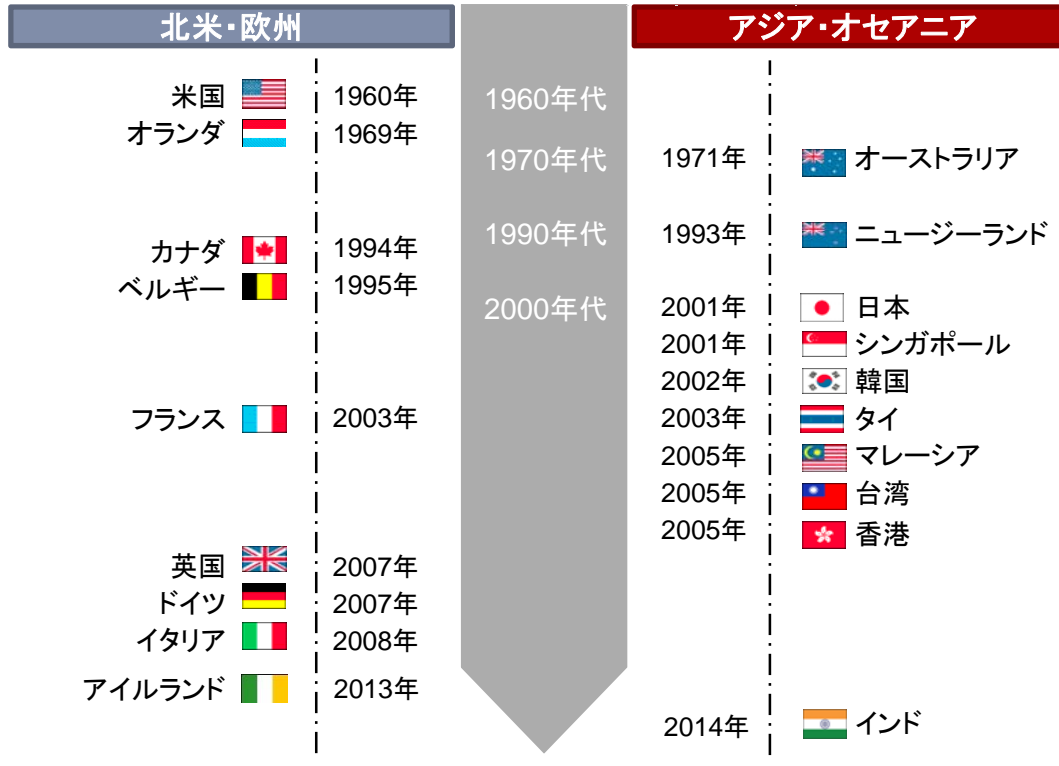 北米・欧州
米国 1960年
オランダ 1969年
カナダ 1994年
ベルギー 1995年
フランス 2003年
英国 2007年
ドイツ 2007年
イタリア 2008年
アイルランド 2013年
1960年代
1970年代
1990年代
2000年代
アジア・オセアニア
1971年 オーストラリア
1993年 ニュージーランド
2001年 日本
2001年 シンガポール
2002年 韓国
2003年 タイ
2005年 マレーシア
2005年 台湾
2005年 香港
2014年 インド